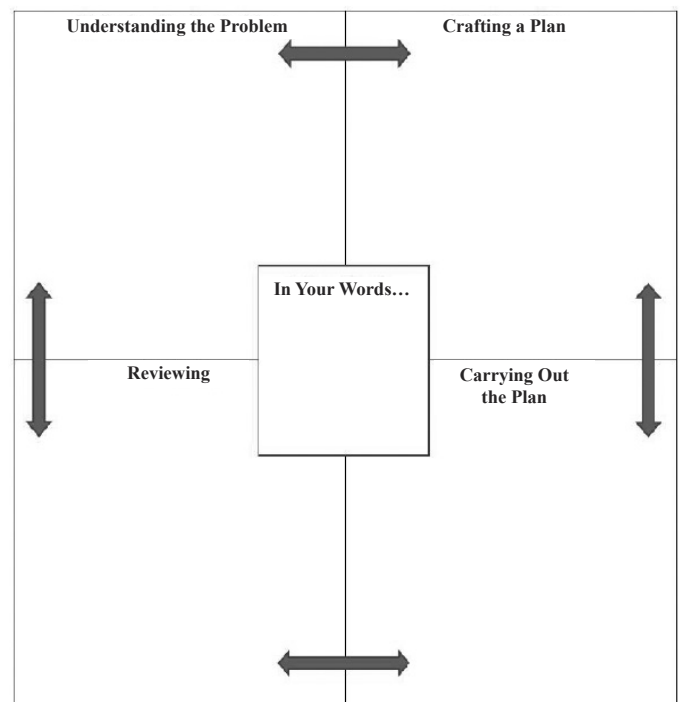 Understanding the Problem
Crafting a Plan
In Your Words…
Reviewing
Carrying Out
the Plan